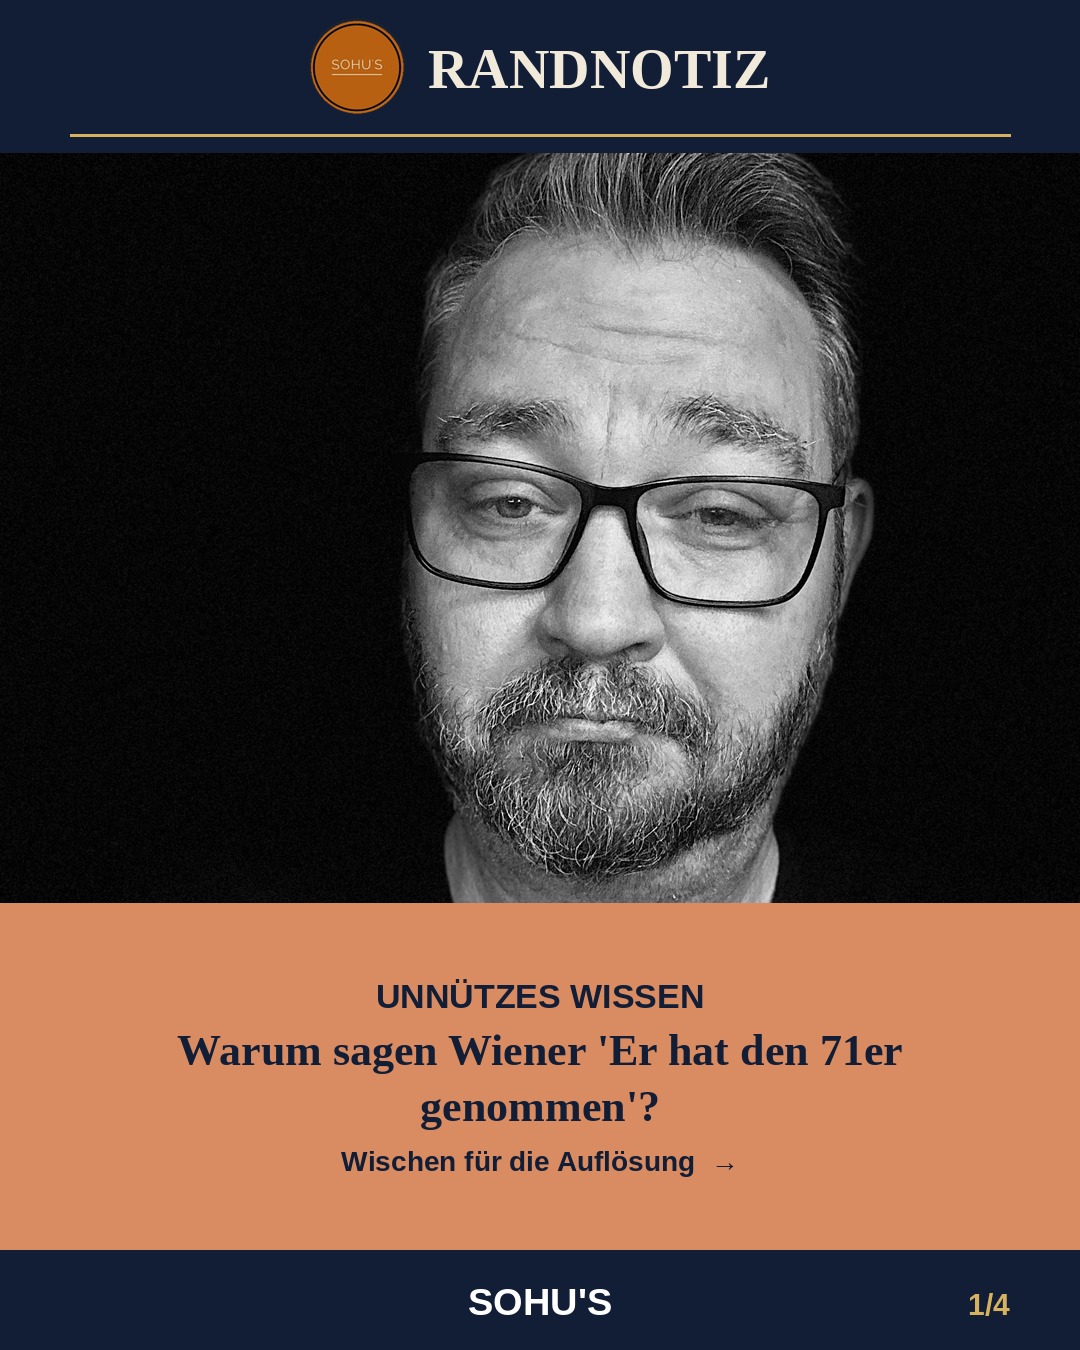 SOHU'S
RANDNOTIZ
UNNÜTZES WISSEN
Warum sagen Wiener 'Er hat den 71er
genommen'?
Wischen für die Auflösung →
SOHU'S
1/4